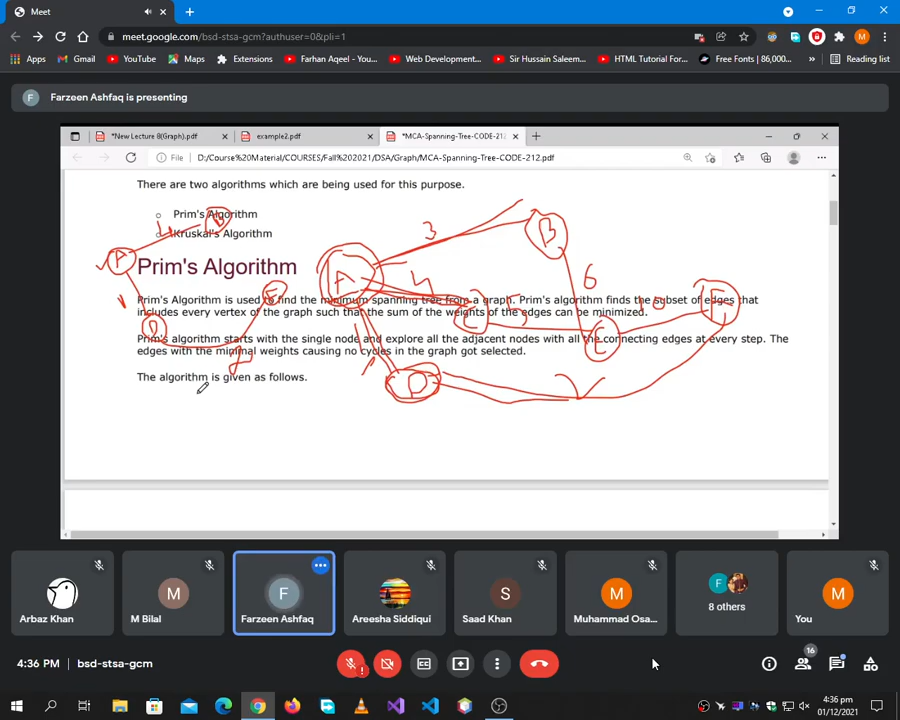 Meet
meet.google.com/bsd-stsa-gcm?authuser=0&pli=1
Apps
Gmail
YouTube
Maps
Extensions
Farhan Aqeel - You...
Web Development...
Sir Hussain Saleem...
HTML Tutorial For...
Free Fonts | 86,000...
»
Reading list
F
Farzeen Ashfaq is presenting
*New Lecture 8(Graph).pdf
example2.pdf
*MCA-Spanning-Tree-CODE-212
File
D:/Course%20Material/COURSES/Fall%202021/DSA/Graph/MCA-Spanning-Tree-CODE-212.pdf
There are two algorithms which are being used for this purpose.
Prim's Algorithm
Kruskal's Algorithm
A
B
4
3
A
B
Prim's Algorithm
6
4
E
Prim's Algorithm is used to find the minimum spanning tree from a graph. Prim's algorithm finds the subset of edges that
includes every vertex of the graph such that the sum of the weights of the edges can be minimized.
1
C
5
10
D
Prim's algorithm starts with the single node and explore all the adjacent nodes with all the connecting edges at every step. The
edges with the minimal weights causing no cycles in the graph got selected.
1
D
The algorithm is given as follows.
Arbaz Khan
M
M Bilal
F
Farzeen Ashfaq
Areesha Siddiqui
S
Saad Khan
M
Muhammad Osa...
F
8 others
M
You
4:36 PM
bsd-stsa-gcm
CC
16
4:36 pm
01/12/2021